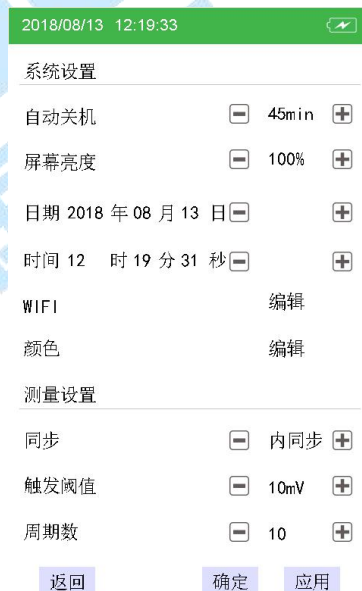 2018/08/13 12:19:33
系统设置
自动关机 45min
屏幕亮度 100%
日期 2018 年 08 月 13 日
时间 12 时 19 分 31 秒
WIFI 编辑
颜色 编辑
测量设置
同步 内同步
触发阈值 10mV
周期数 10
返回 确定 应用